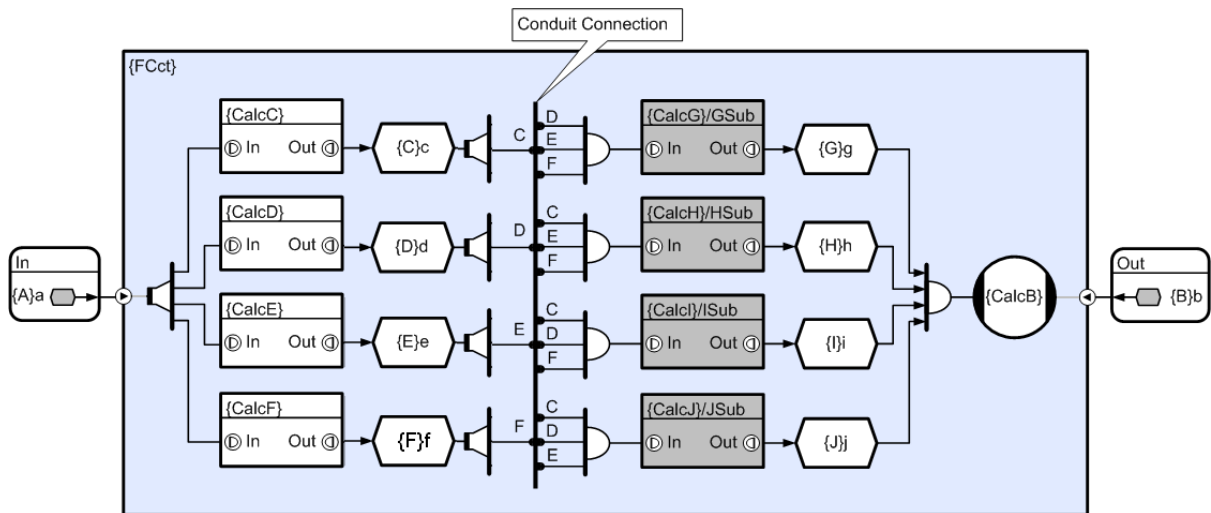 Conduit Connection
{FCct}
{CalcC}
In Out
{C}c
C
D
E
F
{CalcG}/GSub
In Out
{G}g
{CalcD}
In Out
{D}d
D
C
E
F
{CalcH}/HSub
In Out
{H}h
In
{A}a
{CalcB}
Out
{B}b
{CalcE}
In Out
{E}e
E
C
D
F
{CalcI}/ISub
In Out
{I}i
{CalcF}
In Out
{F}f
F
C
D
E
{CalcJ}/JSub
In Out
{J}j